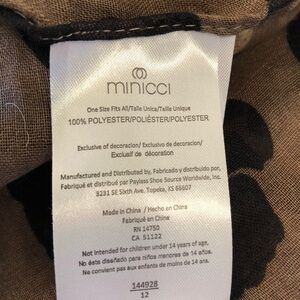 minicci
One Size Fits All/Talla Unica/Taille Unique
100% POLYESTER/POLIÉSTER/POLYESTER
Exclusive of decoration/ Exclusivo de decoracion/
Exclusif de décoration
Manufactured and Distributed by, Fabricado y distribuido por,
Fabriqué et distribué par Payless Shoe Source Worldwide, Inc.
3231 SE Sixth Ave. Topeka, KS 66607
Made in China / Hecho en China
Fabriqué en Chine
RN 14750
CA 51122
Not intended for children under 14 years of age.
No ésta diseñado para niños menores de 14 años.
Ne convient pas aux enfants de moins de 14 ans.
144928
12